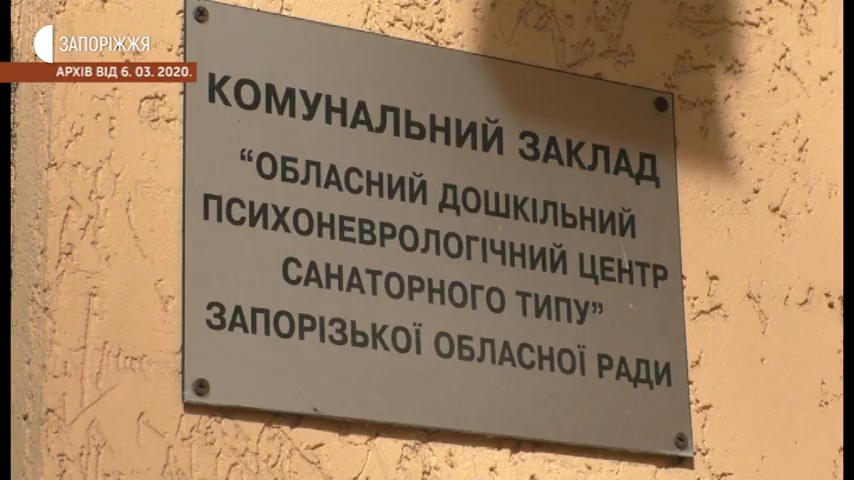 ЗАПОРІЖЖЯ
АРХІВ ВІД 6. 03. 2020.
КОМУНАЛЬНИЙ ЗАКЛАД
“ОБЛАСНИЙ ДОШКІЛЬНИЙ
ПСИХОНЕВРОЛОГІЧНИЙ ЦЕНТР
САНАТОРНОГО ТИПУ”
ЗАПОРІЗЬКОЇ ОБЛАСНОЇ РАДИ